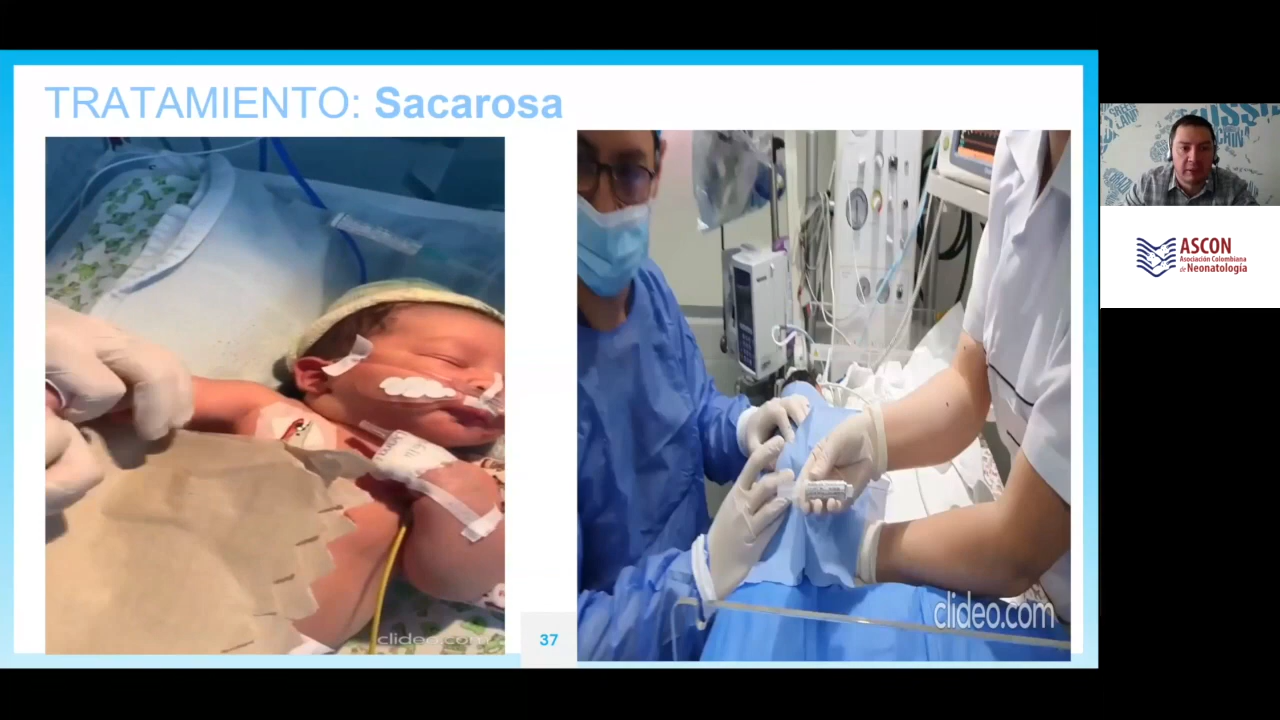 TRATAMIENTO: Sacarosa
clideo.com
37
clideo.com
ASCON
Asociación Colombiana
de Neonatología